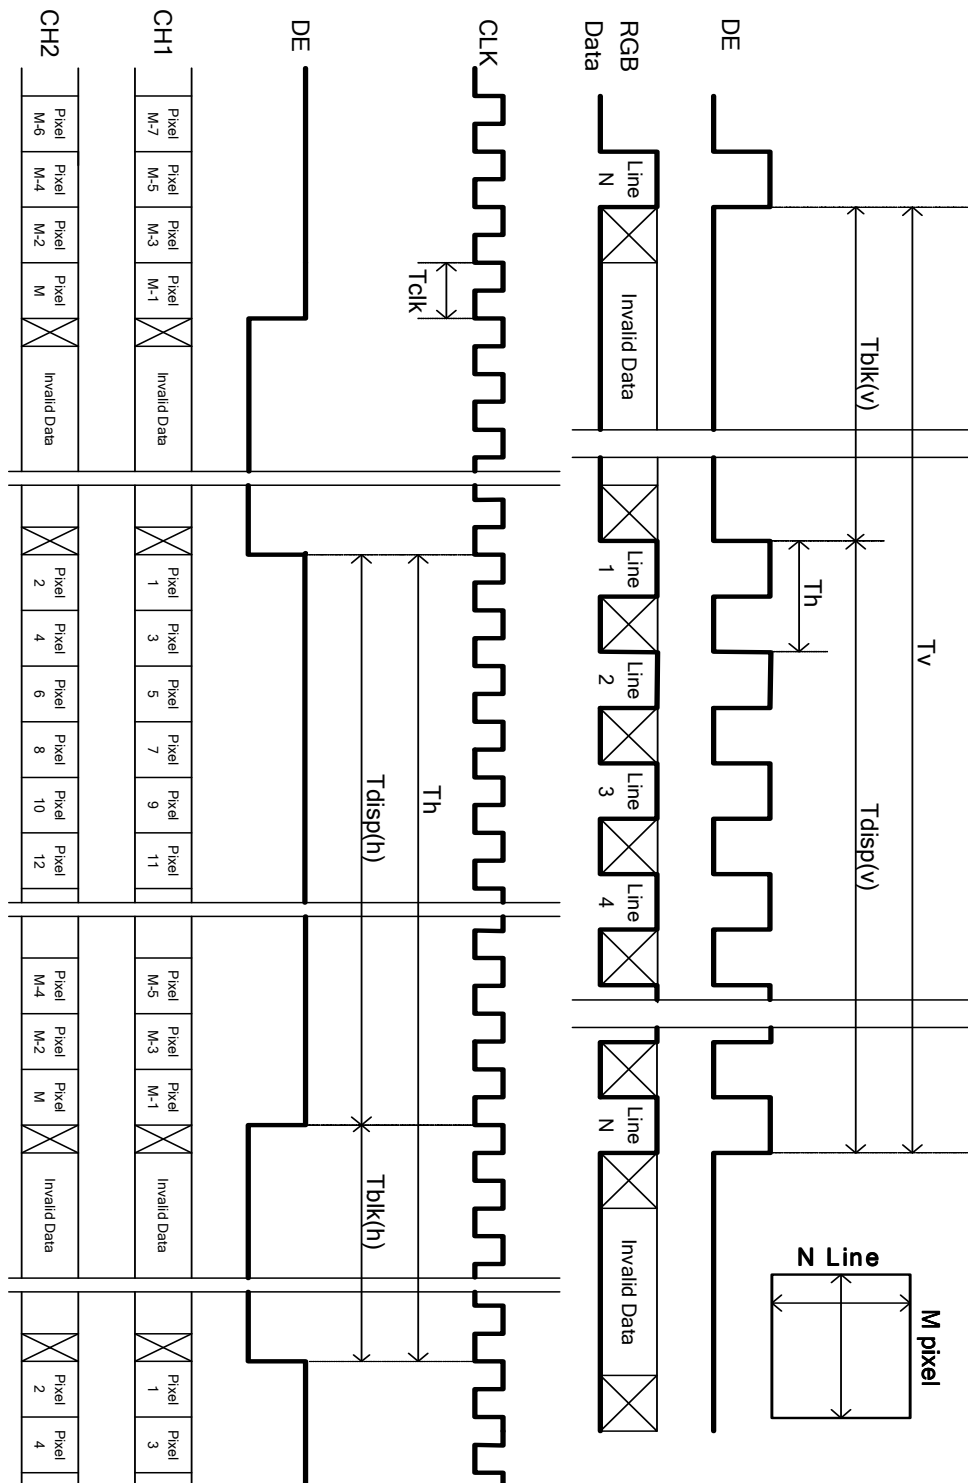 DE
Tv
Tblk(v)
Tdisp(v)
Th
RGB
Data
Line
N
Invalid Data
Line
1
Line
2
Line
3
Line
4
Line
N
Invalid Data
N Line
M pixel
CLK
Tclk
Th
Tdisp(h)
Tblk(h)
DE
CH1
Pixel
M-7
Pixel
M-5
Pixel
M-3
Pixel
M-1
Invalid Data
Pixel
1
Pixel
3
Pixel
5
Pixel
7
Pixel
9
Pixel
11
Pixel
M-5
Pixel
M-3
Pixel
M-1
Invalid Data
Pixel
1
Pixel
3
CH2
Pixel
M-6
Pixel
M-4
Pixel
M-2
Pixel
M
Invalid Data
Pixel
2
Pixel
4
Pixel
6
Pixel
8
Pixel
10
Pixel
12
Pixel
M-4
Pixel
M-2
Pixel
M
Invalid Data
Pixel
2
Pixel
4